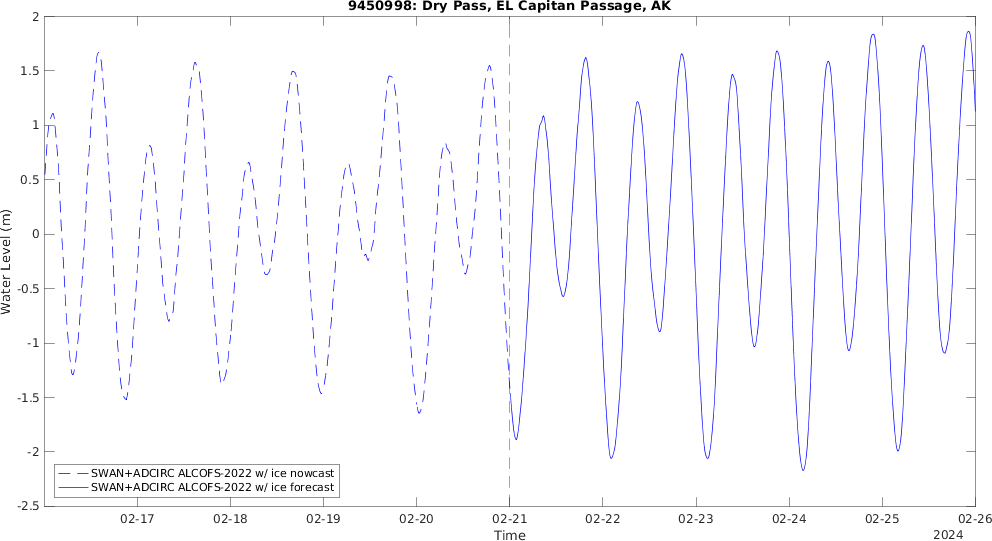 9450998: Dry Pass, EL Capitan Passage, AK
2
1.5
1
0.5
0
-0.5
-1
-1.5
-2
-2.5
Water Level (m)
SWAN+ADCIRC ALCOFS-2022 w/ ice nowcast
SWAN+ADCIRC ALCOFS-2022 w/ ice forecast
02-17 02-18 02-19 02-20 02-21 02-22 02-23 02-24 02-25 02-26
Time
2024